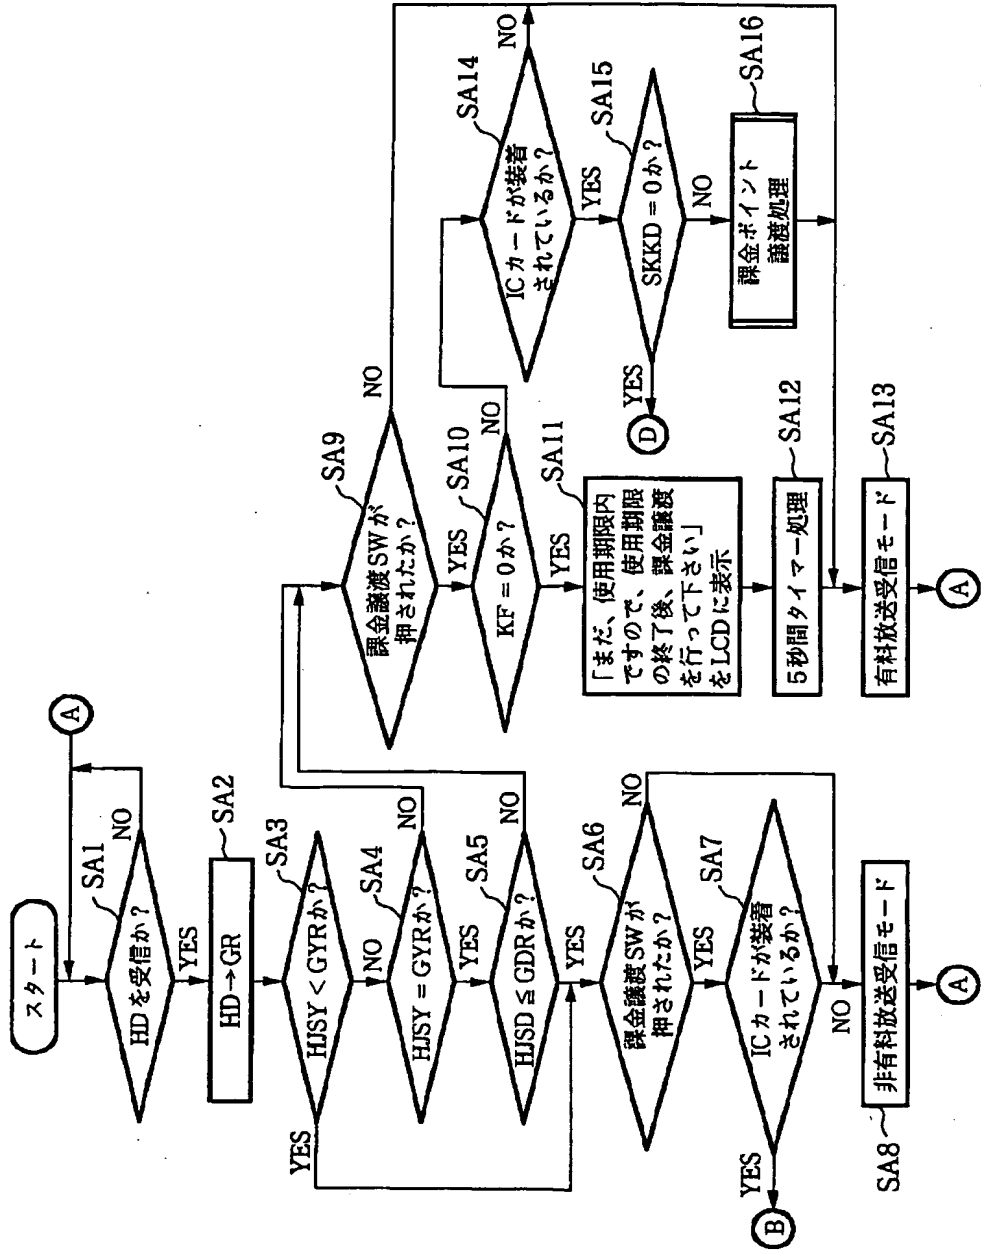 スタート
A
SA1
HDを受信か?
NO
YES
SA2
HD→GR
SA3
HJSY<GYRか?
YES
NO
SA4
HJSY=GYRか?
NO
YES
SA5
HJSD≦GDRか?
NO
YES
SA6
課金譲渡SWが
押されたか?
NO
YES
SA7
ICカードが装着
されているか?
YES
B
NO
SA8
非有料放送受信モード
A
SA9
課金譲渡SWが
押されたか?
NO
YES
SA10
KF=0か?
NO
YES
SA11
「まだ、使用期限内
ですので、使用期限
の終了後、課金譲渡
を行って下さい」
をLCDに表示
SA12
5秒間タイマー処理
SA13
有料放送受信モード
A
SA14
ICカードが装着
されているか?
NO
YES
SA15
SKKD=0か?
YES
D
NO
SA16
課金ポイント
譲渡処理